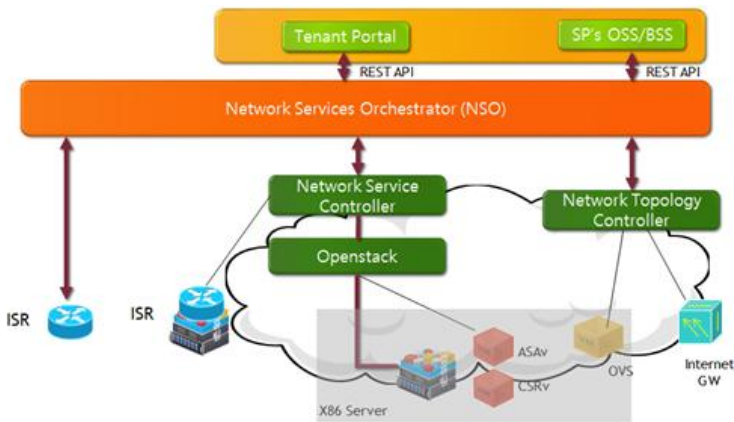 Tenant Portal
SP's OSS/BSS
REST API
REST API
Network Services Orchestrator (NSO)
Network Service
Controller
Network Topology
Controller
Openstack
ISR
ISR
ASAv
OVS
Internet
GW
CSRv
X86 Server